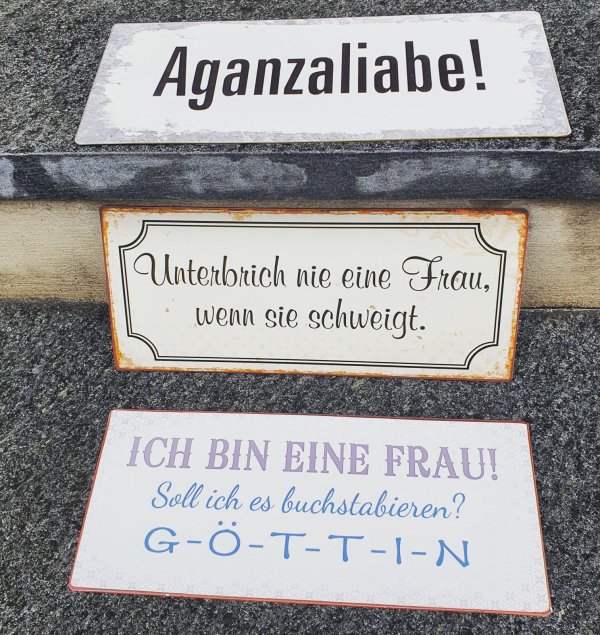 Aganzaliabe!
Unterbrich nie eine Frau,
wenn sie schweigt.
ICH BIN EINE FRAU!
Soll ich es buchstabieren?
G-Ö-T-T-I-N